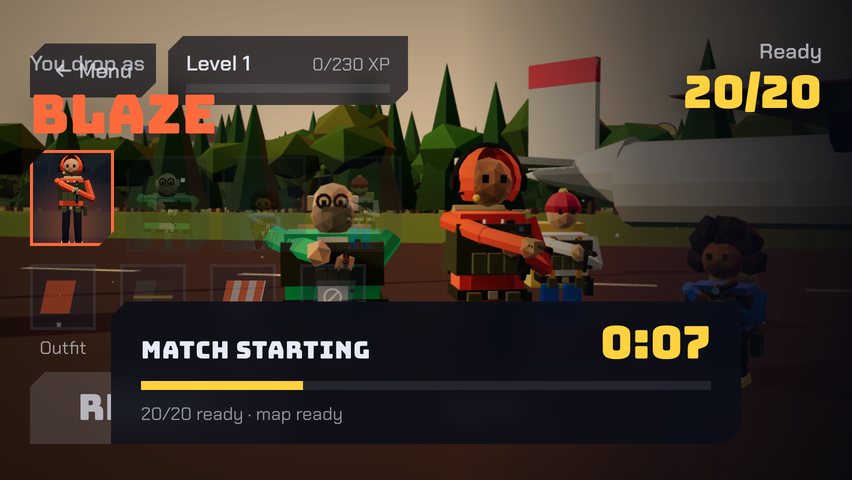 You drop as
← Menu
Level 1
0/230 XP
Ready
20/20
BLAZE
Outfit
MATCH STARTING
0:07
20/20 ready · map ready